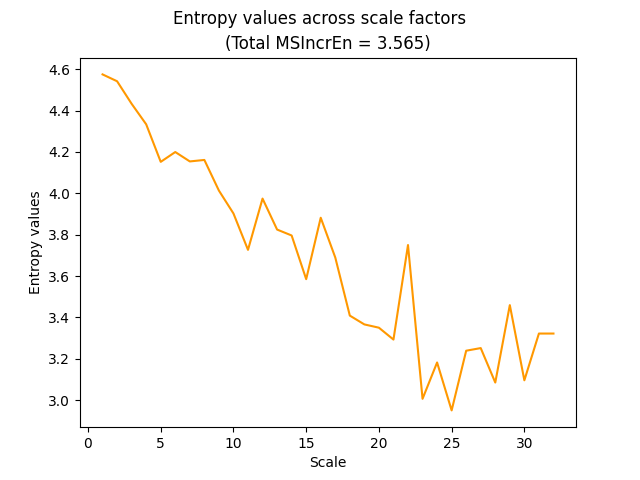 Entropy values across scale factors
(Total MSIncrEn = 3.565)
4.6
4.4
4.2
4.0
3.8
3.6
3.4
3.2
3.0
Entropy values
0 5 10 15 20 25 30
Scale